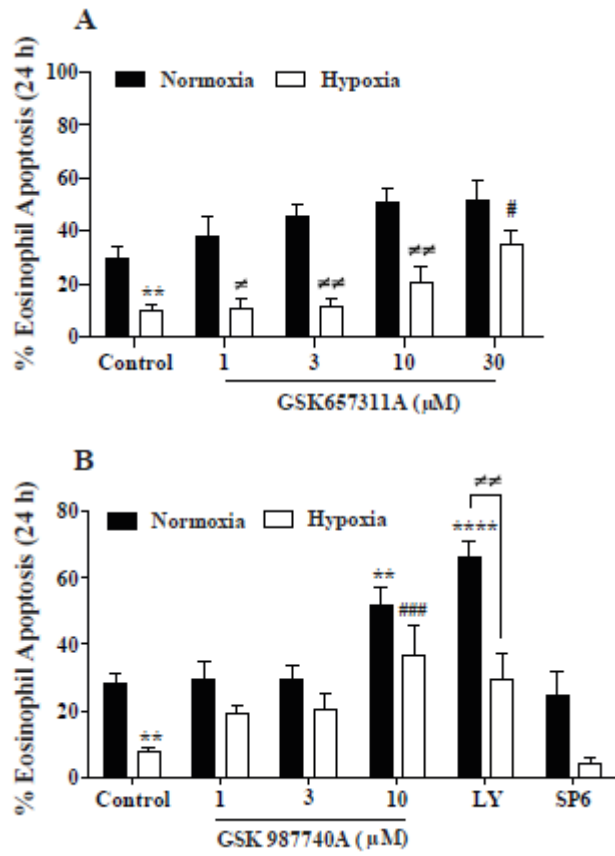 A
% Eosinophil Apoptosis (24 h)
100
80
60
40
20
0
Normoxia Hypoxia
** ≠ ≠≠ ≠≠ #
Control 1 3 10 30
GSK657311A (µM)
B
% Eosinophil Apoptosis (24 h)
80
60
40
20
0
Normoxia Hypoxia
≠≠
** ** ### ****
Control 1 3 10 LY SP6
GSK 987740A (µM)